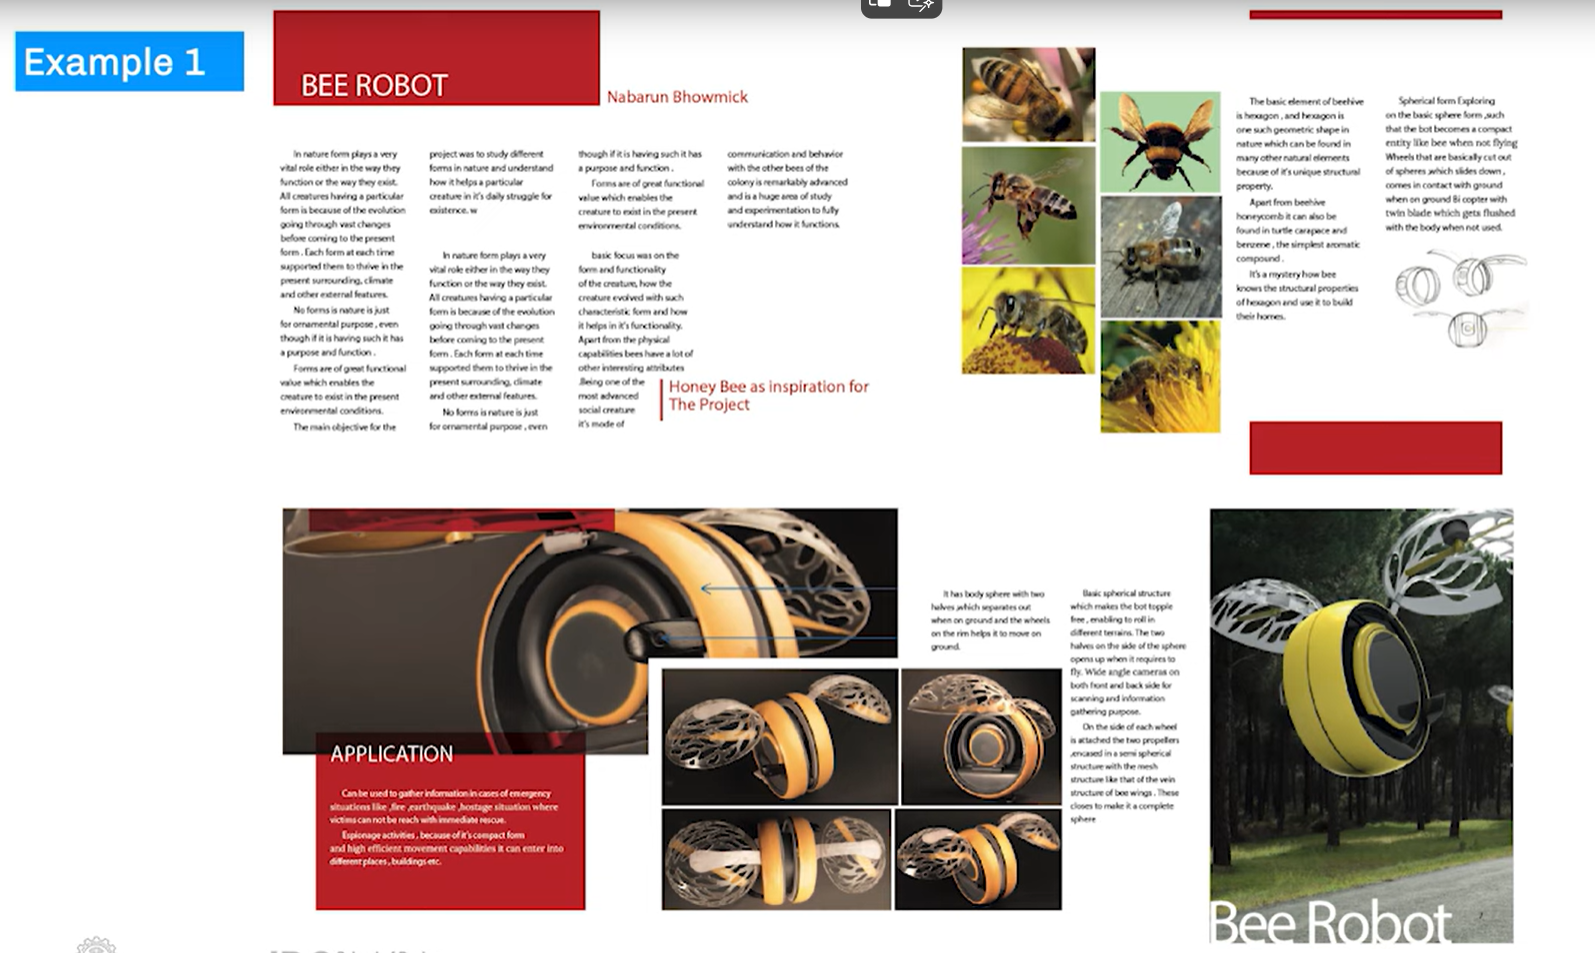 Example 1
BEE ROBOT
Nabarun Bhowmick
In nature form plays a very
vital role either in the way they
function or the way they exist.
All creatures having a particular
form is because of the evolution
going through vast changes
before coming to the present
form . Each form at each time
supported them to thrive in the
present surrounding, climate
and other external features.
No forms is nature is just
for ornamental purpose , even
though if it is having such it has
a purpose and function .
Forms are of great functional
value which enables the
creature to exist in the present
environmental conditions.
The main objective for the
project was to study different
forms in nature and understand
how it helps a particular
creature in it's daily struggle for
existence. w
In nature form plays a very
vital role either in the way they
function or the way they exist.
All creatures having a particular
form is because of the evolution
going through vast changes
before coming to the present
form . Each form at each time
supported them to thrive in the
present surrounding, climate
and other external features.
No forms is nature is just
for ornamental purpose , even
though if it is having such it has
a purpose and function .
Forms are of great functional
value which enables the
creature to exist in the present
environmental conditions.
basic focus was on the
form and functionality
of the creature, how the
creature evolved with such
characteristic form and how
it helps in it's functionality.
Apart from the physical
capabilities bees have a lot of
other interesting attributes
.Being one of the
most advanced
social creature
it's mode of
communication and behavior
with the other bees of the
colony is remarkably advanced
and is a huge area of study
and experimentation to fully
understand how it functions.
Honey Bee as inspiration for
The Project
The basic element of beehive
is hexagon , and hexagon is
one such geometric shape in
nature which can be found in
many other natural elements
because of it's unique structural
property.
Apart from beehive
honeycomb it can also be
found in turtle carapace and
benzene , the simplest aromatic
compound .
It's a mystery how bee
knows the structural properties
of hexagon and use it to build
their homes.
Spherical form Exploring
on the basic sphere form ,such
that the bot becomes a compact
entity like bee when not flying
Wheels that are basically cut out
of spheres ,which slides down ,
comes in contact with ground
when on ground Bi copter with
twin blade which gets flushed
with the body when not used.
APPLICATION
Can be used to gather information in cases of emergency
situations like ,fire ,earthquake ,hostage situation where
victims can not be reach with immediate rescue.
Espionage activities , because of it's compact form
and high efficient movement capabilities it can enter into
different places , buildings etc.
It has body sphere with two
halves ,which separates out
when on ground and the wheels
on the rim helps it to move on
ground.
Basic spherical structure
which makes the bot topple
free , enabling to roll in
different terrains. The two
halves on the side of the sphere
opens up when it requires to
fly. Wide angle cameras on
both front and back side for
scanning and information
gathering purpose.
On the side of each wheel
is attached the two propellers
,encased in a semi spherical
structure with the mesh
structure like that of the vein
structure of bee wings . These
closes to make it a complete
sphere
Bee Robot
7